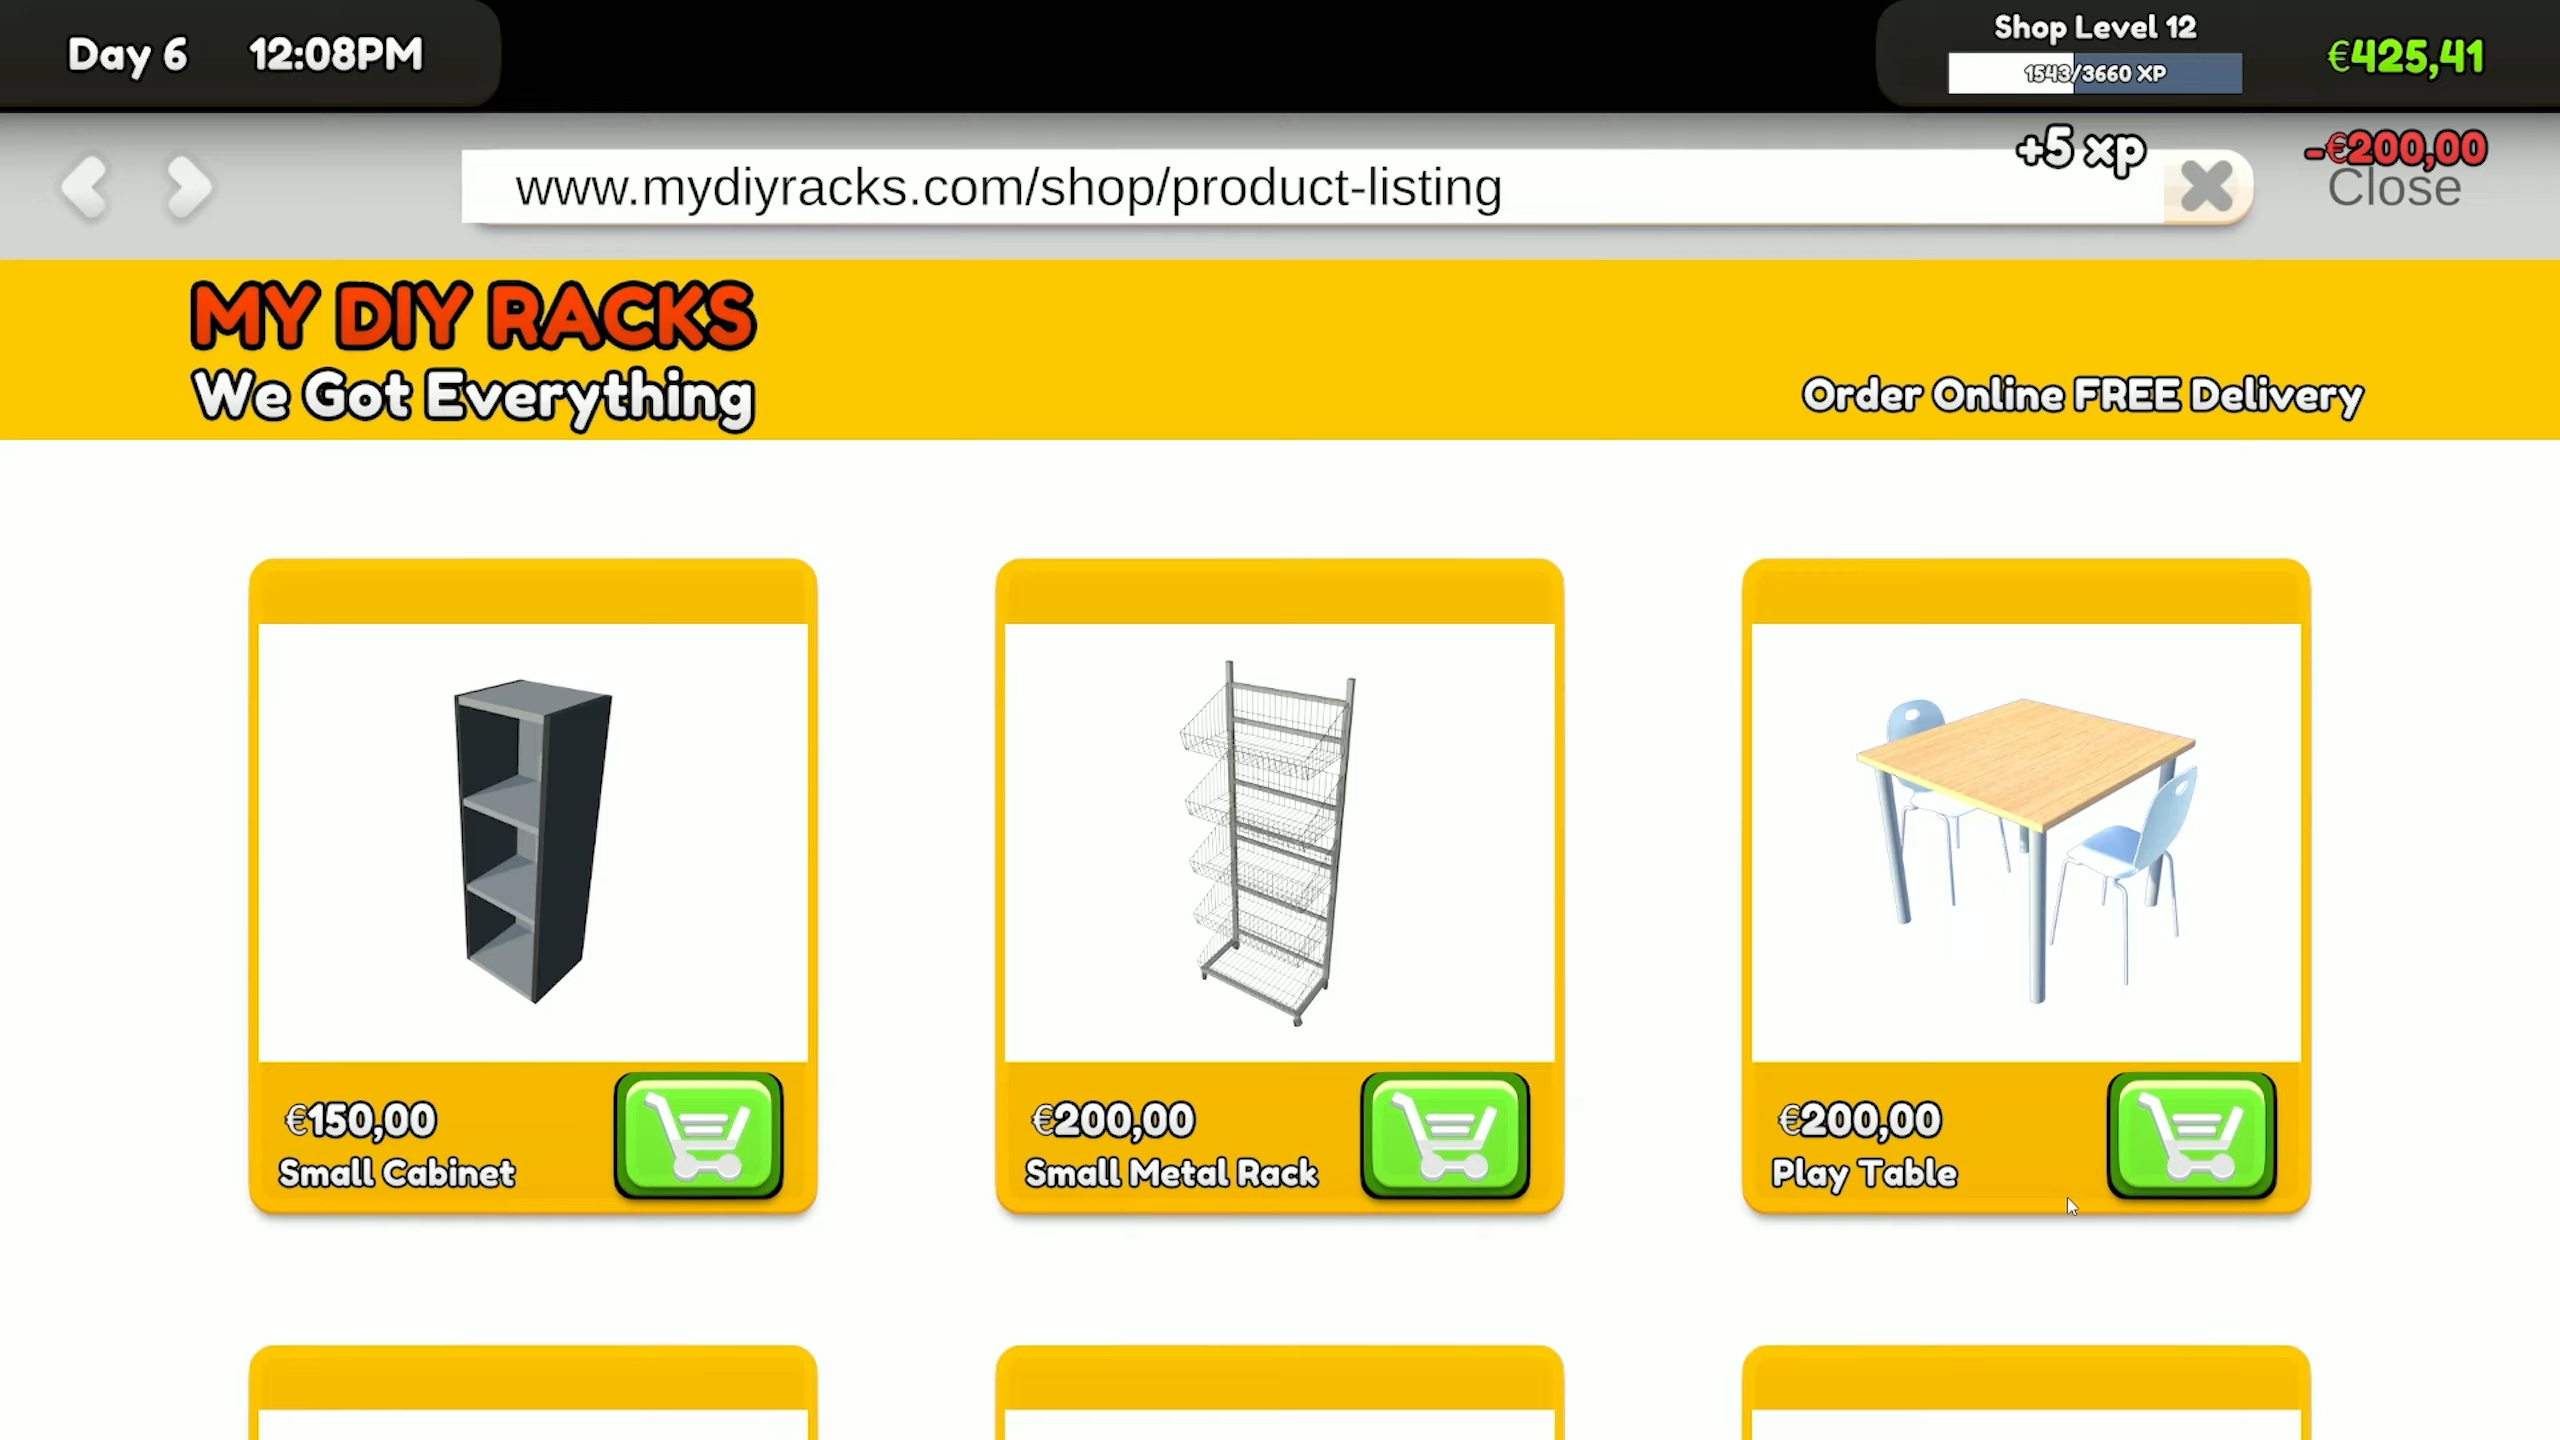 Day 6 12:08PM
Shop Level 12
1543/3660 XP
€425,41
+5 xp
-€200,00
www.mydiyracks.com/shop/product-listing
Close
MY DIY RACKS
We Got Everything
Order Online FREE Delivery
€150,00
Small Cabinet
€200,00
Small Metal Rack
€200,00
Play Table